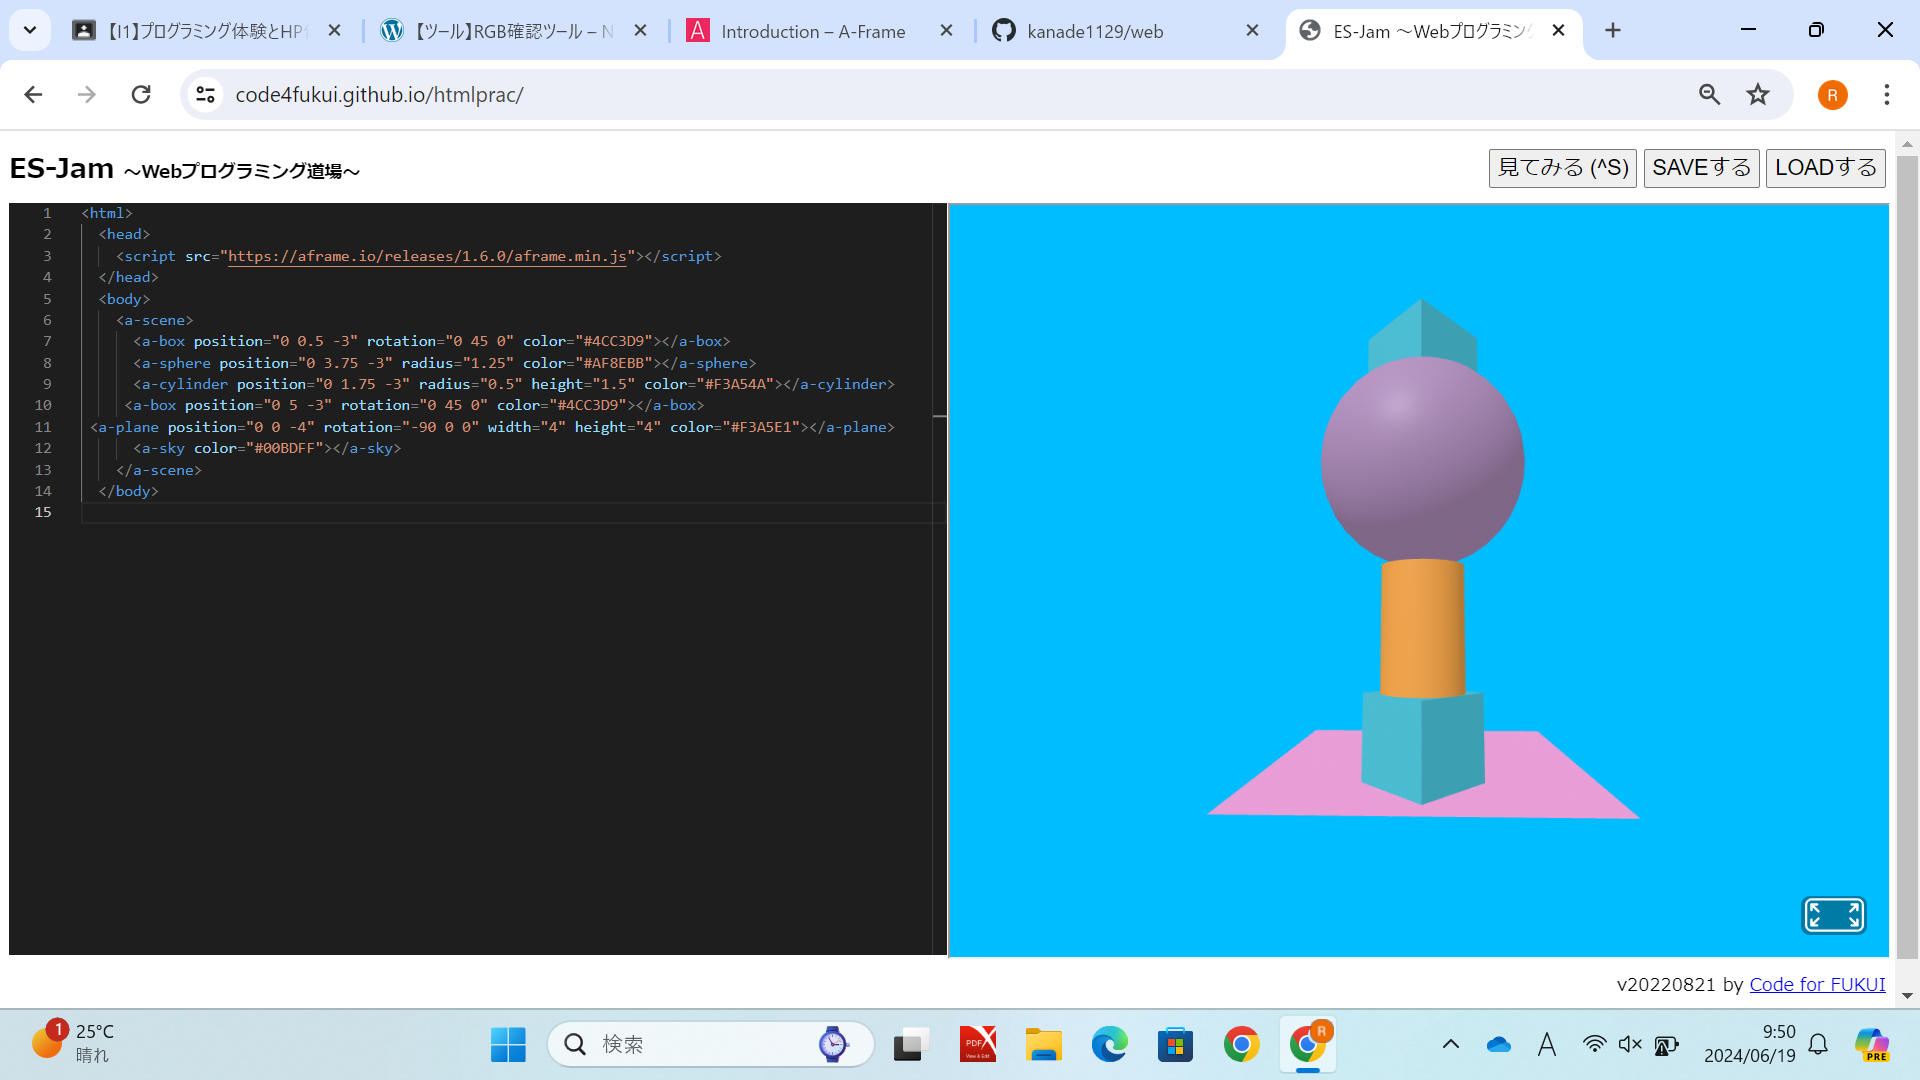 【I1】プログラミング体験とHP
【ツール】RGB確認ツール – N
Introduction – A-Frame
kanade1129/web
ES-Jam ～Webプログラミン
code4fukui.github.io/htmlprac/
R
ES-Jam ～Webプログラミング道場～
見てみる (^S) SAVEする LOADする
1 <html>
2 <head>
3 <script src="https://aframe.io/releases/1.6.0/aframe.min.js"></script>
4 </head>
5 <body>
6 <a-scene>
7 <a-box position="0 0.5 -3" rotation="0 45 0" color="#4CC3D9"></a-box>
8 <a-sphere position="0 3.75 -3" radius="1.25" color="#AF8EBB"></a-sphere>
9 <a-cylinder position="0 1.75 -3" radius="0.5" height="1.5" color="#F3A54A"></a-cylinder>
10 <a-box position="0 5 -3" rotation="0 45 0" color="#4CC3D9"></a-box>
11 <a-plane position="0 0 -4" rotation="-90 0 0" width="4" height="4" color="#F3A5E1"></a-plane>
12 <a-sky color="#00BDFF"></a-sky>
13 </a-scene>
14 </body>
15
v20220821 by Code for FUKUI
1
25°C
晴れ
検索
PDFX
View & Edit
R
A
9:50
2024/06/19
PRE